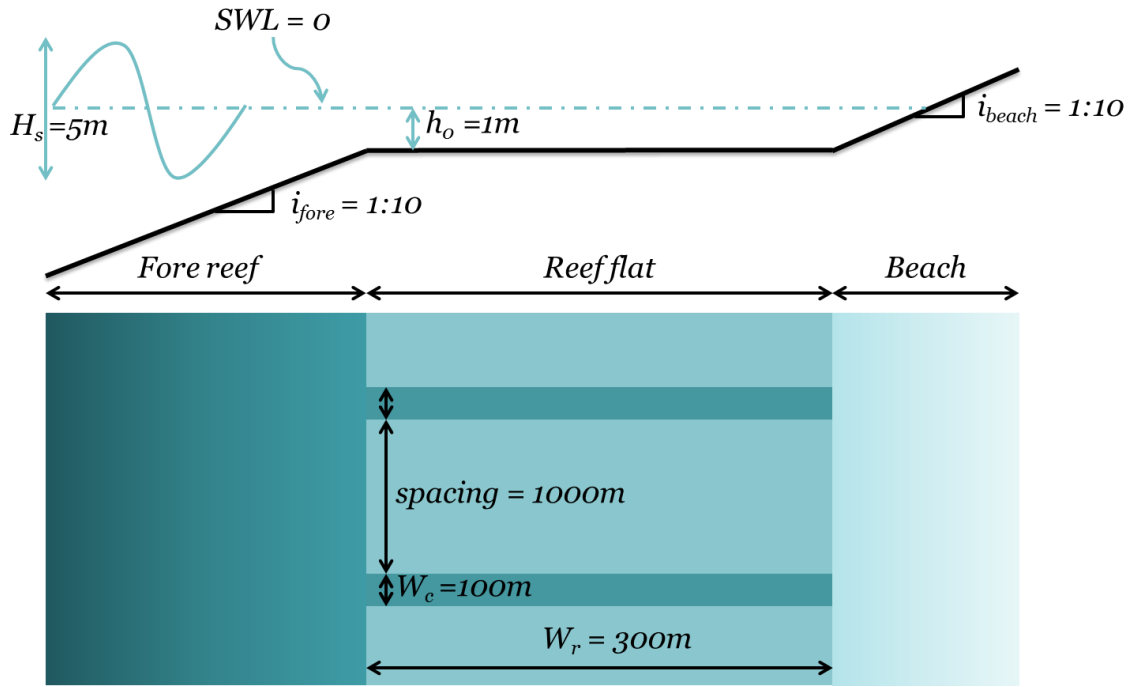 SWL = 0
H_s =5m
h_o =1m
i_beach = 1:10
i_fore = 1:10
Fore reef
Reef flat
Beach
spacing = 1000m
W_c =100m
W_r = 300m